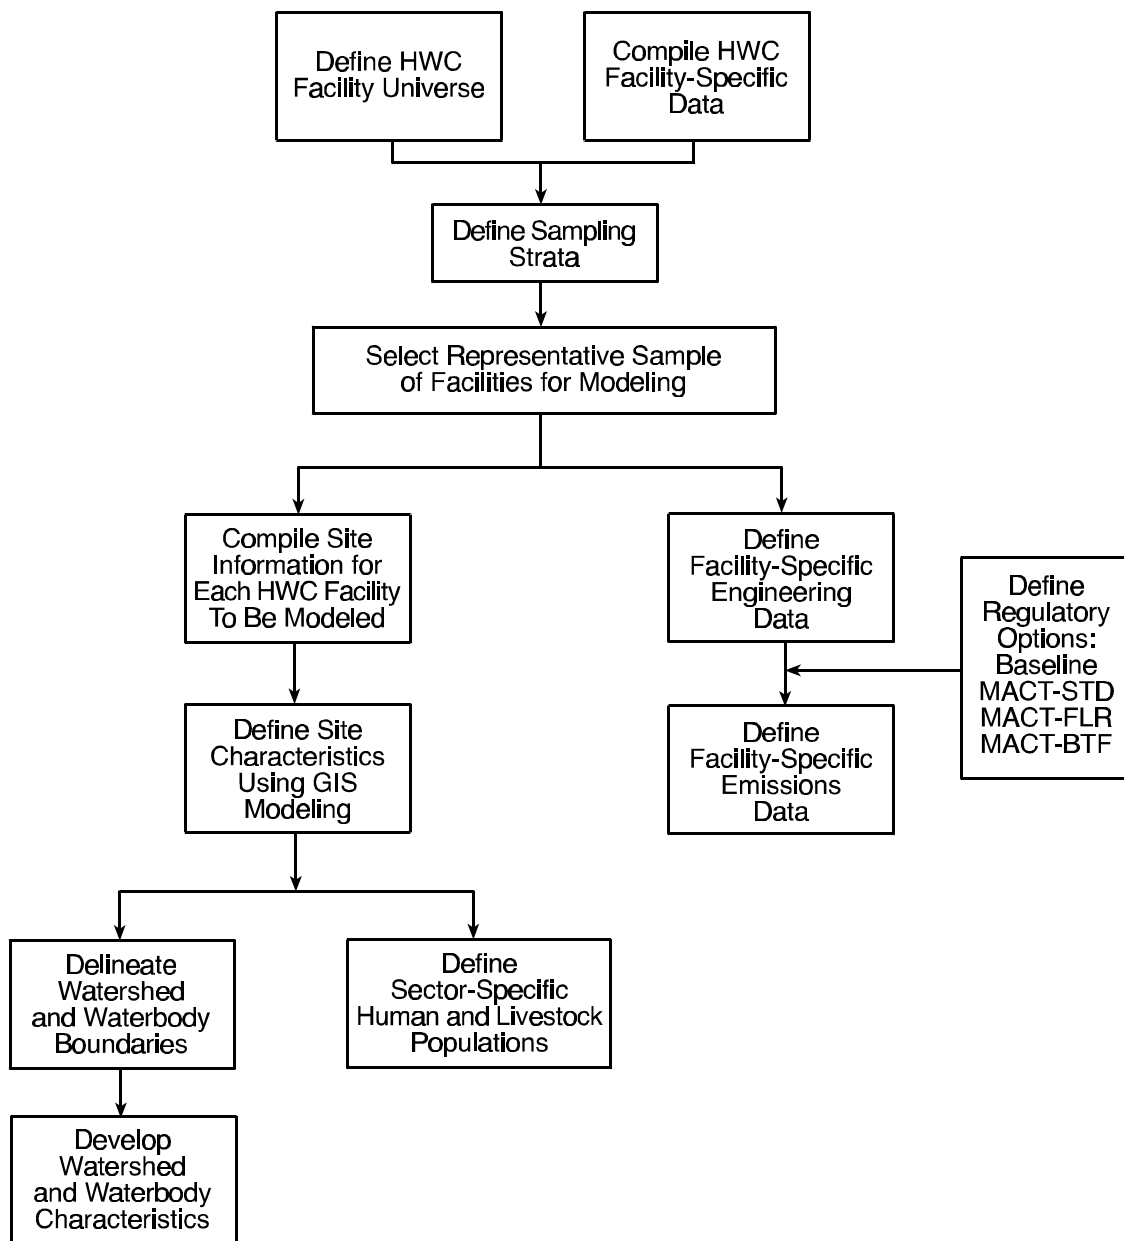 Define HWC
Facility Universe
Compile HWC
Facility-Specific
Data
Define Sampling
Strata
Select Representative Sample
of Facilities for Modeling
Compile Site
Information for
Each HWC Facility
To Be Modeled
Define
Facility-Specific
Engineering
Data
Define
Regulatory
Options:
Baseline
MACT-STD
MACT-FLR
MACT-BTF
Define Site
Characteristics
Using GIS
Modeling
Define
Facility-Specific
Emissions
Data
Delineate
Watershed
and Waterbody
Boundaries
Define
Sector-Specific
Human and Livestock
Populations
Develop
Watershed
and Waterbody
Characteristics